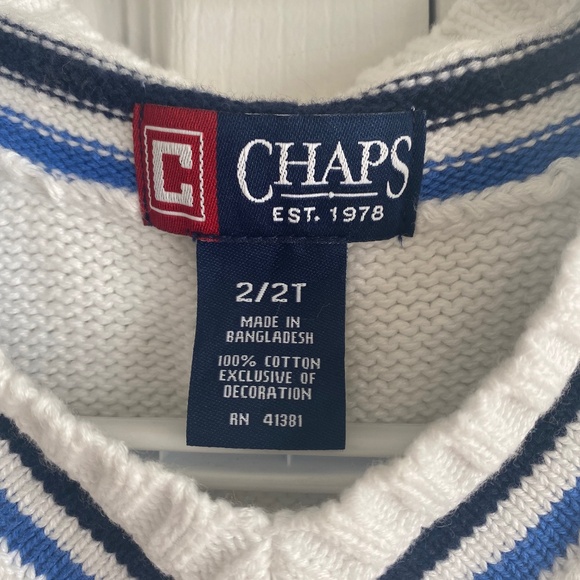 C CHAPS
EST. 1978
2/2T
MADE IN
BANGLADESH
100% COTTON
EXCLUSIVE OF
DECORATION
RN 41381